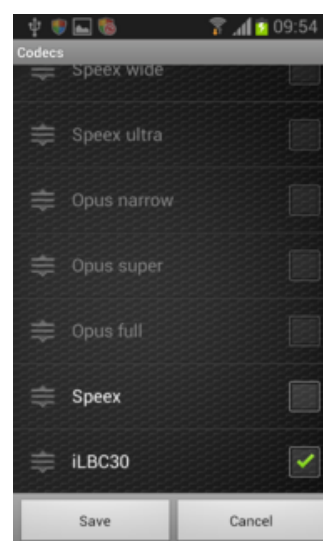 09:54
Codecs
Speex wide
Speex ultra
Opus narrow
Opus super
Opus full
Speex
iLBC30
Save Cancel